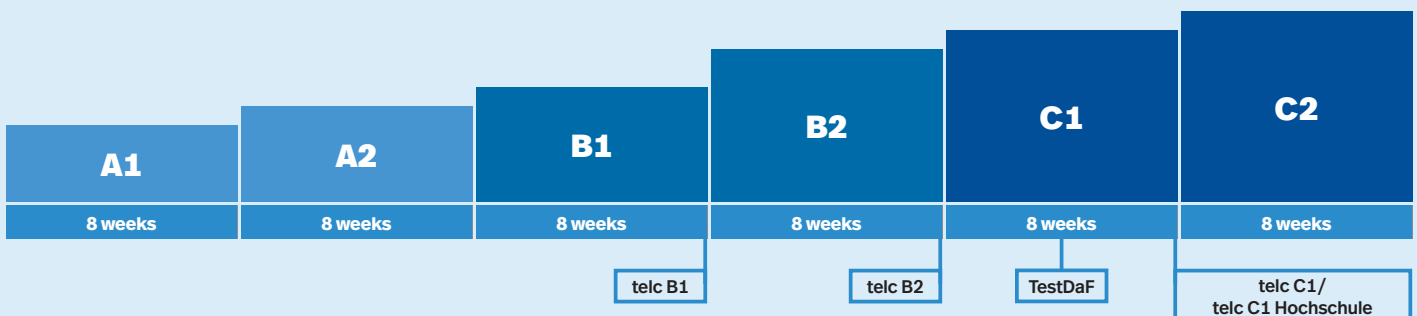 A1
A2
B1
B2
C1
C2
8 weeks
8 weeks
8 weeks
8 weeks
8 weeks
8 weeks
telc B1
telc B2
TestDaF
telc C1/
telc C1 Hochschule